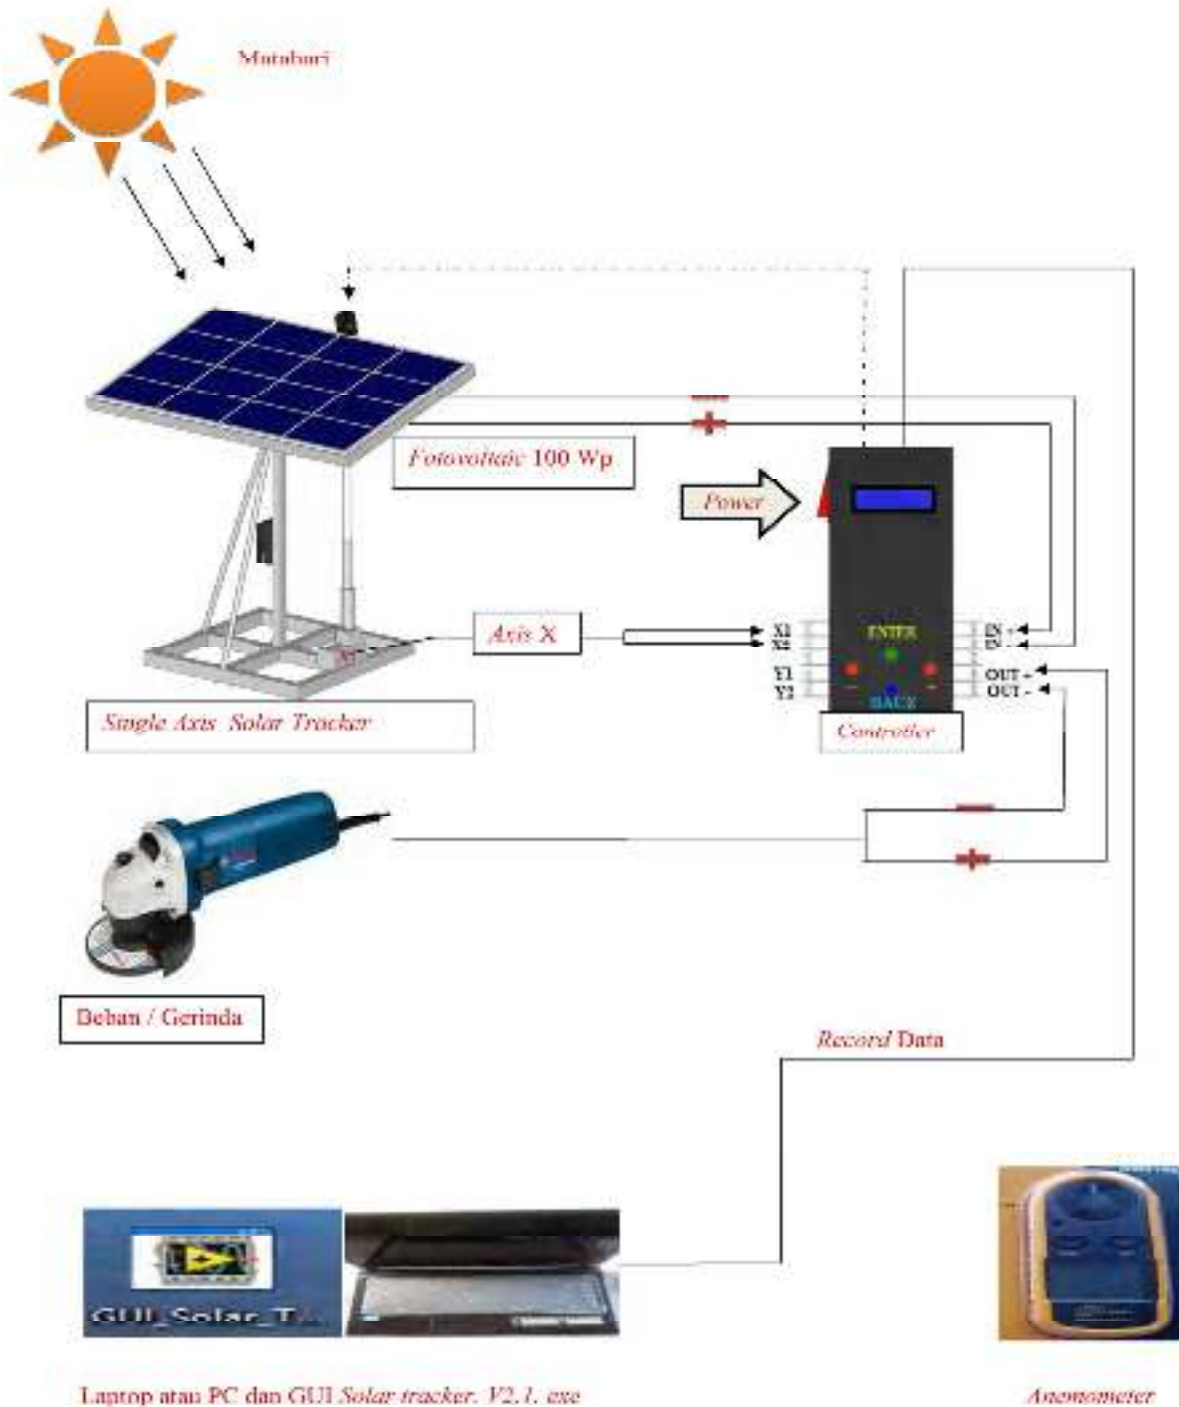 Matahari
Fotovoltaic 100 Wp
Power
Axis X
X1
X2
Y1
Y2
ENTER
BACK
IN +
IN -
OUT +
OUT -
Single Axis Solar Tracker
Controller
Beban / Gerinda
Record Data
GUI_Solar_T...
Laptop atau PC dan GUI Solar tracker. V2.1. exe
Anemometer